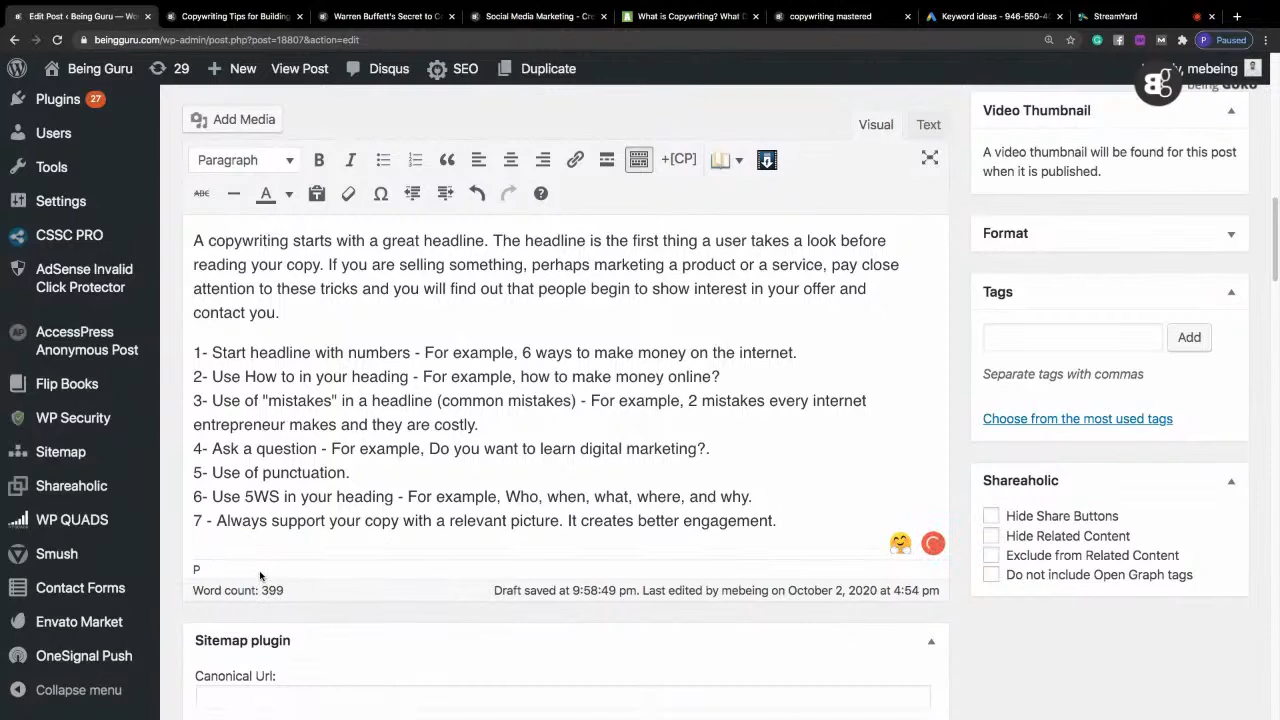 Edit Post ‹ Being Guru — Wo
Copywriting Tips for Building
Warren Buffett's Secret to C
Social Media Marketing - Cre
What is Copywriting? What D
copywriting mastered
Keyword ideas - 946-550-4
StreamYard
beingguru.com/wp-admin/post.php?post=18807&action=edit
Paused
Being Guru
29
New
View Post
Disqus
SEO
Duplicate
mebeing
being GURU
Plugins 27
Users
Tools
Settings
CSSC PRO
AdSense Invalid
Click Protector
AccessPress
Anonymous Post
Flip Books
WP Security
Sitemap
Shareaholic
WP QUADS
Smush
Contact Forms
Envato Market
OneSignal Push
Collapse menu
Add Media
Visual
Text
Paragraph
B
I
+[CP]
ABC
A
Ω
A copywriting starts with a great headline. The headline is the first thing a user takes a look before
reading your copy. If you are selling something, perhaps marketing a product or a service, pay close
attention to these tricks and you will find out that people begin to show interest in your offer and
contact you.
1- Start headline with numbers - For example, 6 ways to make money on the internet.
2- Use How to in your heading - For example, how to make money online?
3- Use of "mistakes" in a headline (common mistakes) - For example, 2 mistakes every internet
entrepreneur makes and they are costly.
4- Ask a question - For example, Do you want to learn digital marketing?.
5- Use of punctuation.
6- Use 5WS in your heading - For example, Who, when, what, where, and why.
7 - Always support your copy with a relevant picture. It creates better engagement.
P
Word count: 399
Draft saved at 9:58:49 pm. Last edited by mebeing on October 2, 2020 at 4:54 pm
Sitemap plugin
Canonical Url:
Video Thumbnail
A video thumbnail will be found for this post
when it is published.
Format
Tags
Add
Separate tags with commas
Choose from the most used tags
Shareaholic
Hide Share Buttons
Hide Related Content
Exclude from Related Content
Do not include Open Graph tags